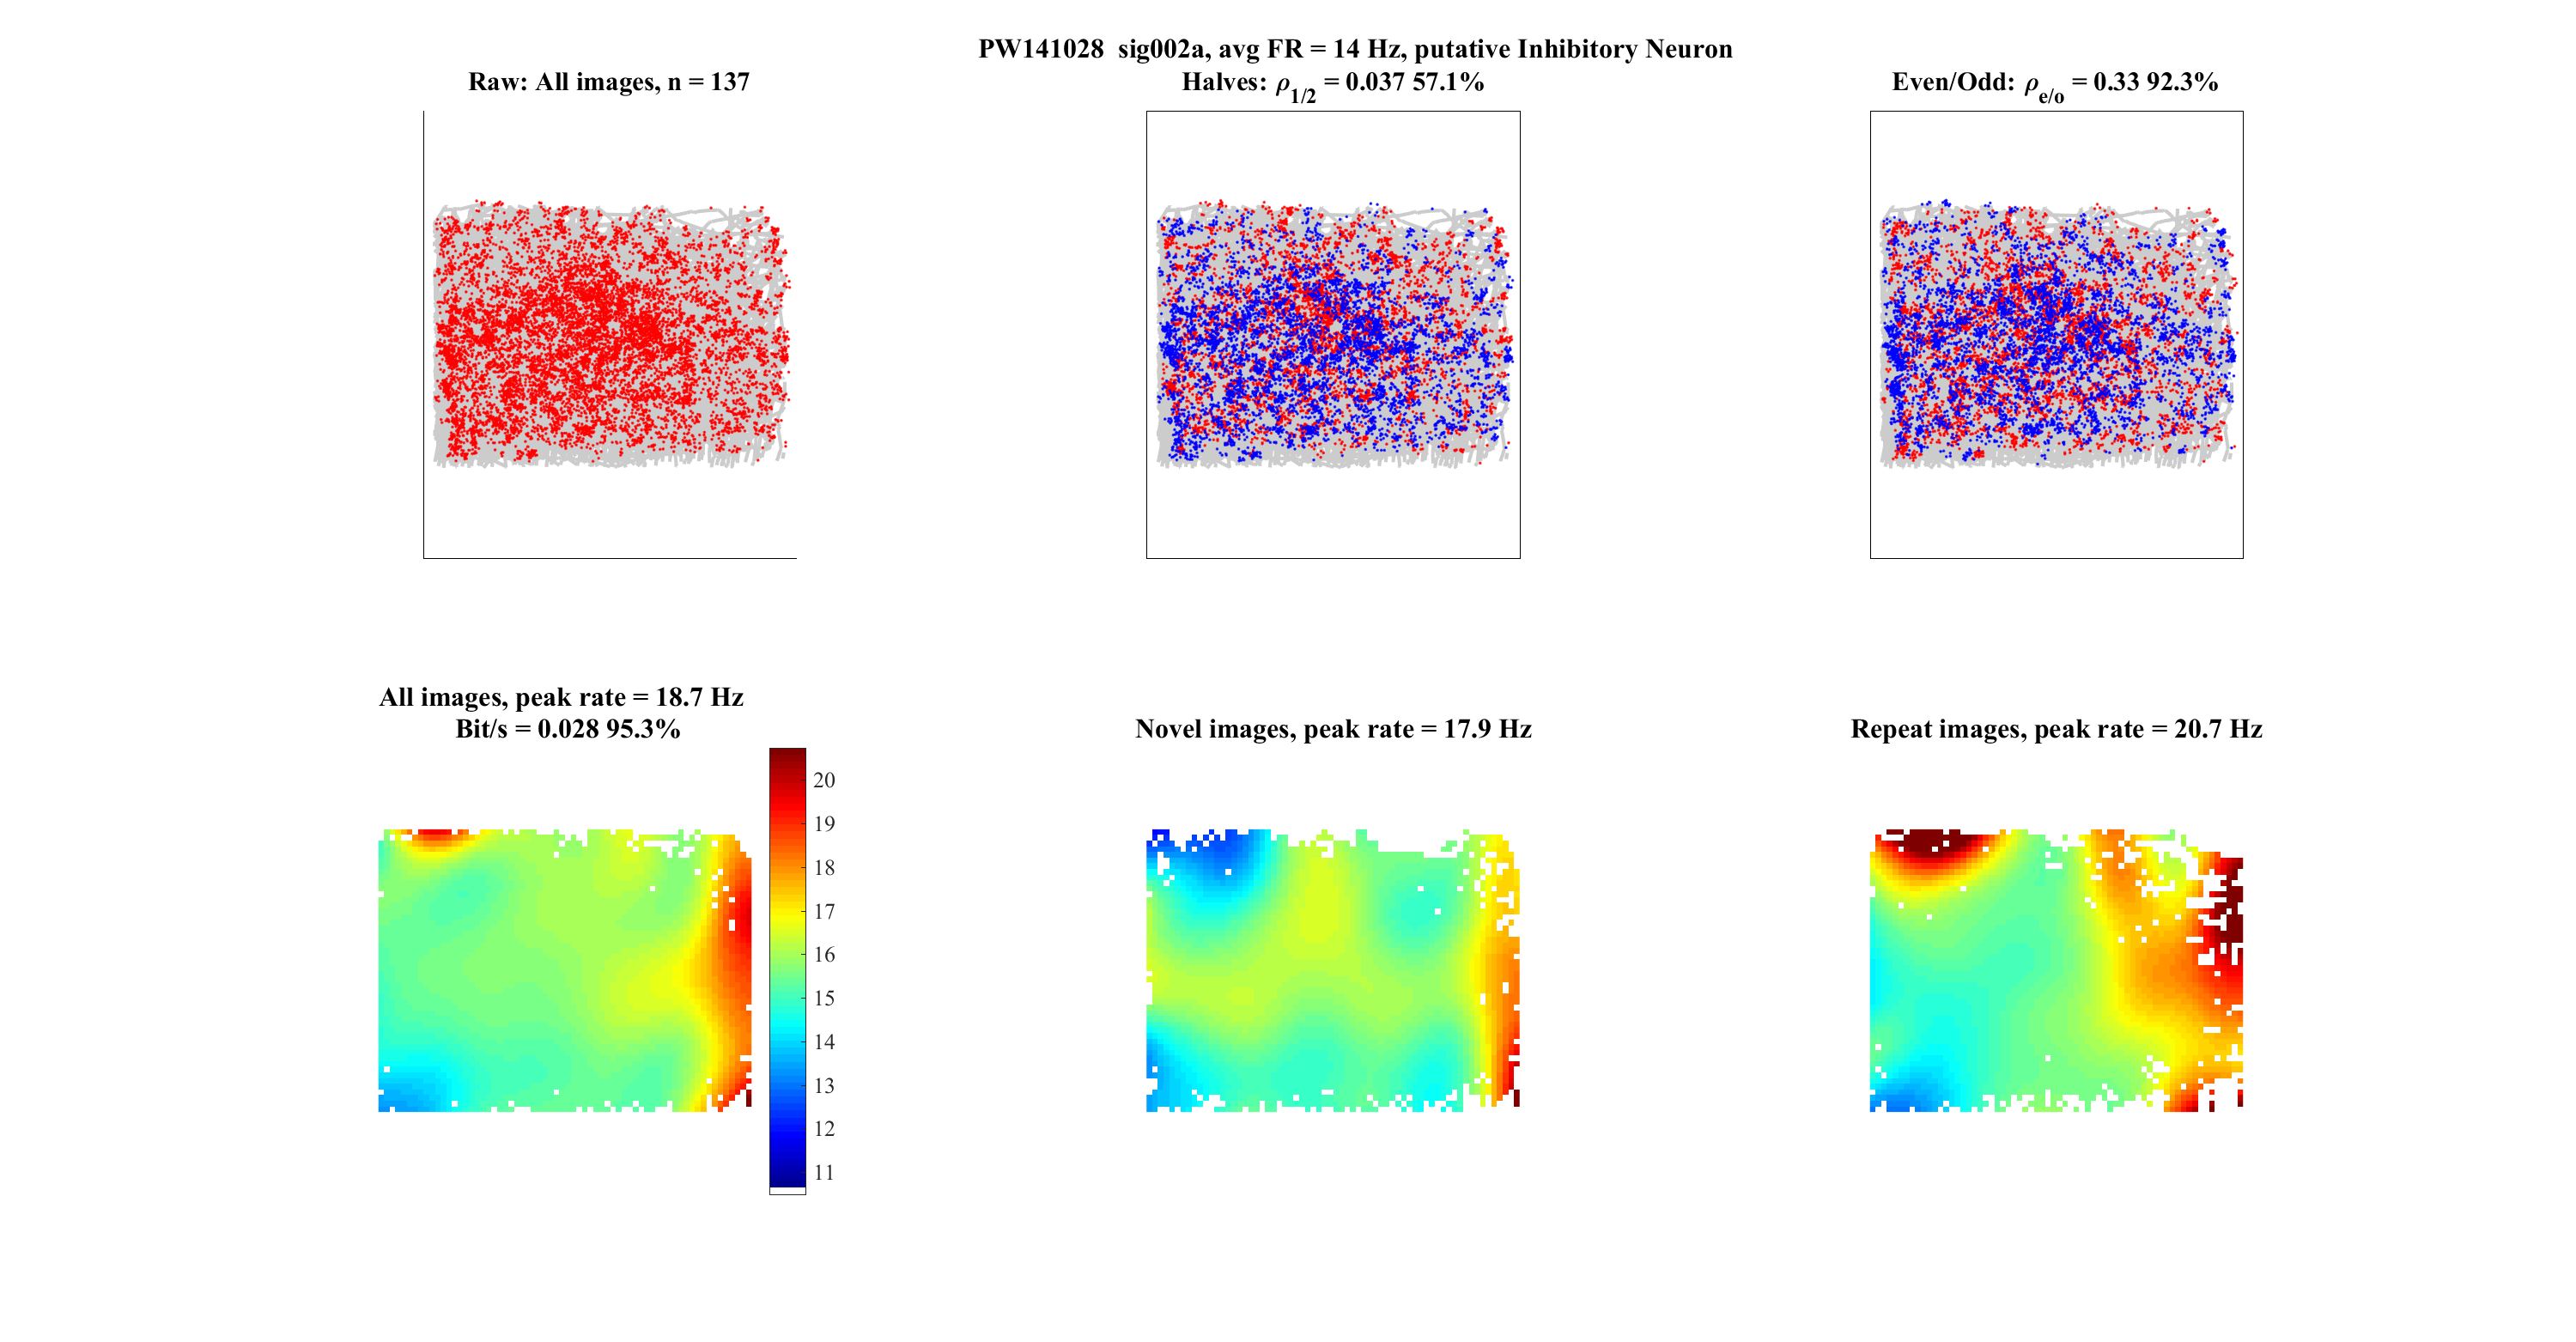 PW141028 sig002a, avg FR = 14 Hz, putative Inhibitory Neuron
Raw: All images, n = 137
Halves: ρ1/2 = 0.037 57.1%
Even/Odd: ρe/o = 0.33 92.3%
All images, peak rate = 18.7 Hz
Bit/s = 0.028 95.3%
Novel images, peak rate = 17.9 Hz
Repeat images, peak rate = 20.7 Hz
20
19
18
17
16
15
14
13
12
11